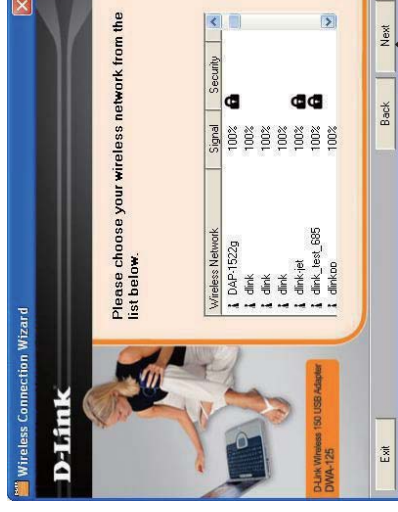 Wireless Connection Wizard
D-Link
Please choose your wireless network from the
list below.
Wireless Network Signal Security
DAP-1522g 100%
dlink 100%
dlink 100%
dlink 100%
dlink-jet 100%
dlink_test_685 100%
100%
D-Link Wireless 150 USB Adapter
DWA-125
Exit Back Next